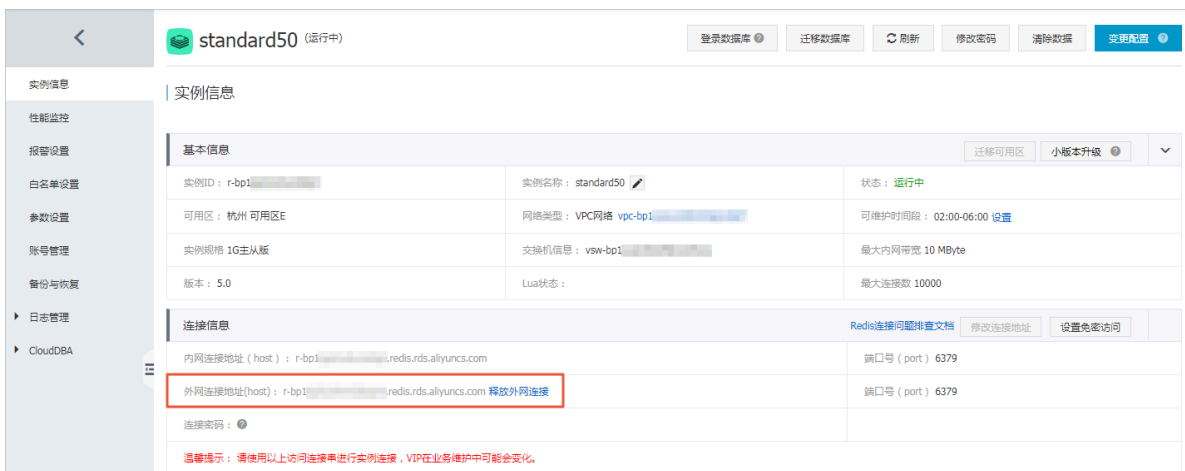 standard50 (运行中)
登录数据库 迁移数据库 刷新 修改密码 清除数据 变更配置
实例信息
性能监控
报警设置
白名单设置
参数设置
账号管理
备份与恢复
日志管理
CloudDBA
实例信息
基本信息 迁移可用区 小版本升级
实例ID： r-bp1 实例名称： standard50 状态： 运行中
可用区： 杭州 可用区E 网络类型： VPC网络 vpc-bp1 可维护时间段： 02:00-06:00 设置
实例规格 1G主从版 交换机信息： vsw-bp1 最大内网带宽 10 MByte
版本： 5.0 Lua状态： 最大连接数 10000
连接信息 Redis连接问题排查文档 修改连接地址 设置免密访问
内网连接地址 ( host ) ： r-bp1 .redis.rds.aliyuncs.com 端口号 ( port ) 6379
外网连接地址(host)： r-bp1 .redis.rds.aliyuncs.com 释放外网连接 端口号 ( port ) 6379
连接密码：
温馨提示： 请使用以上访问连接串进行实例连接，VIP在业务维护中可能会变化。